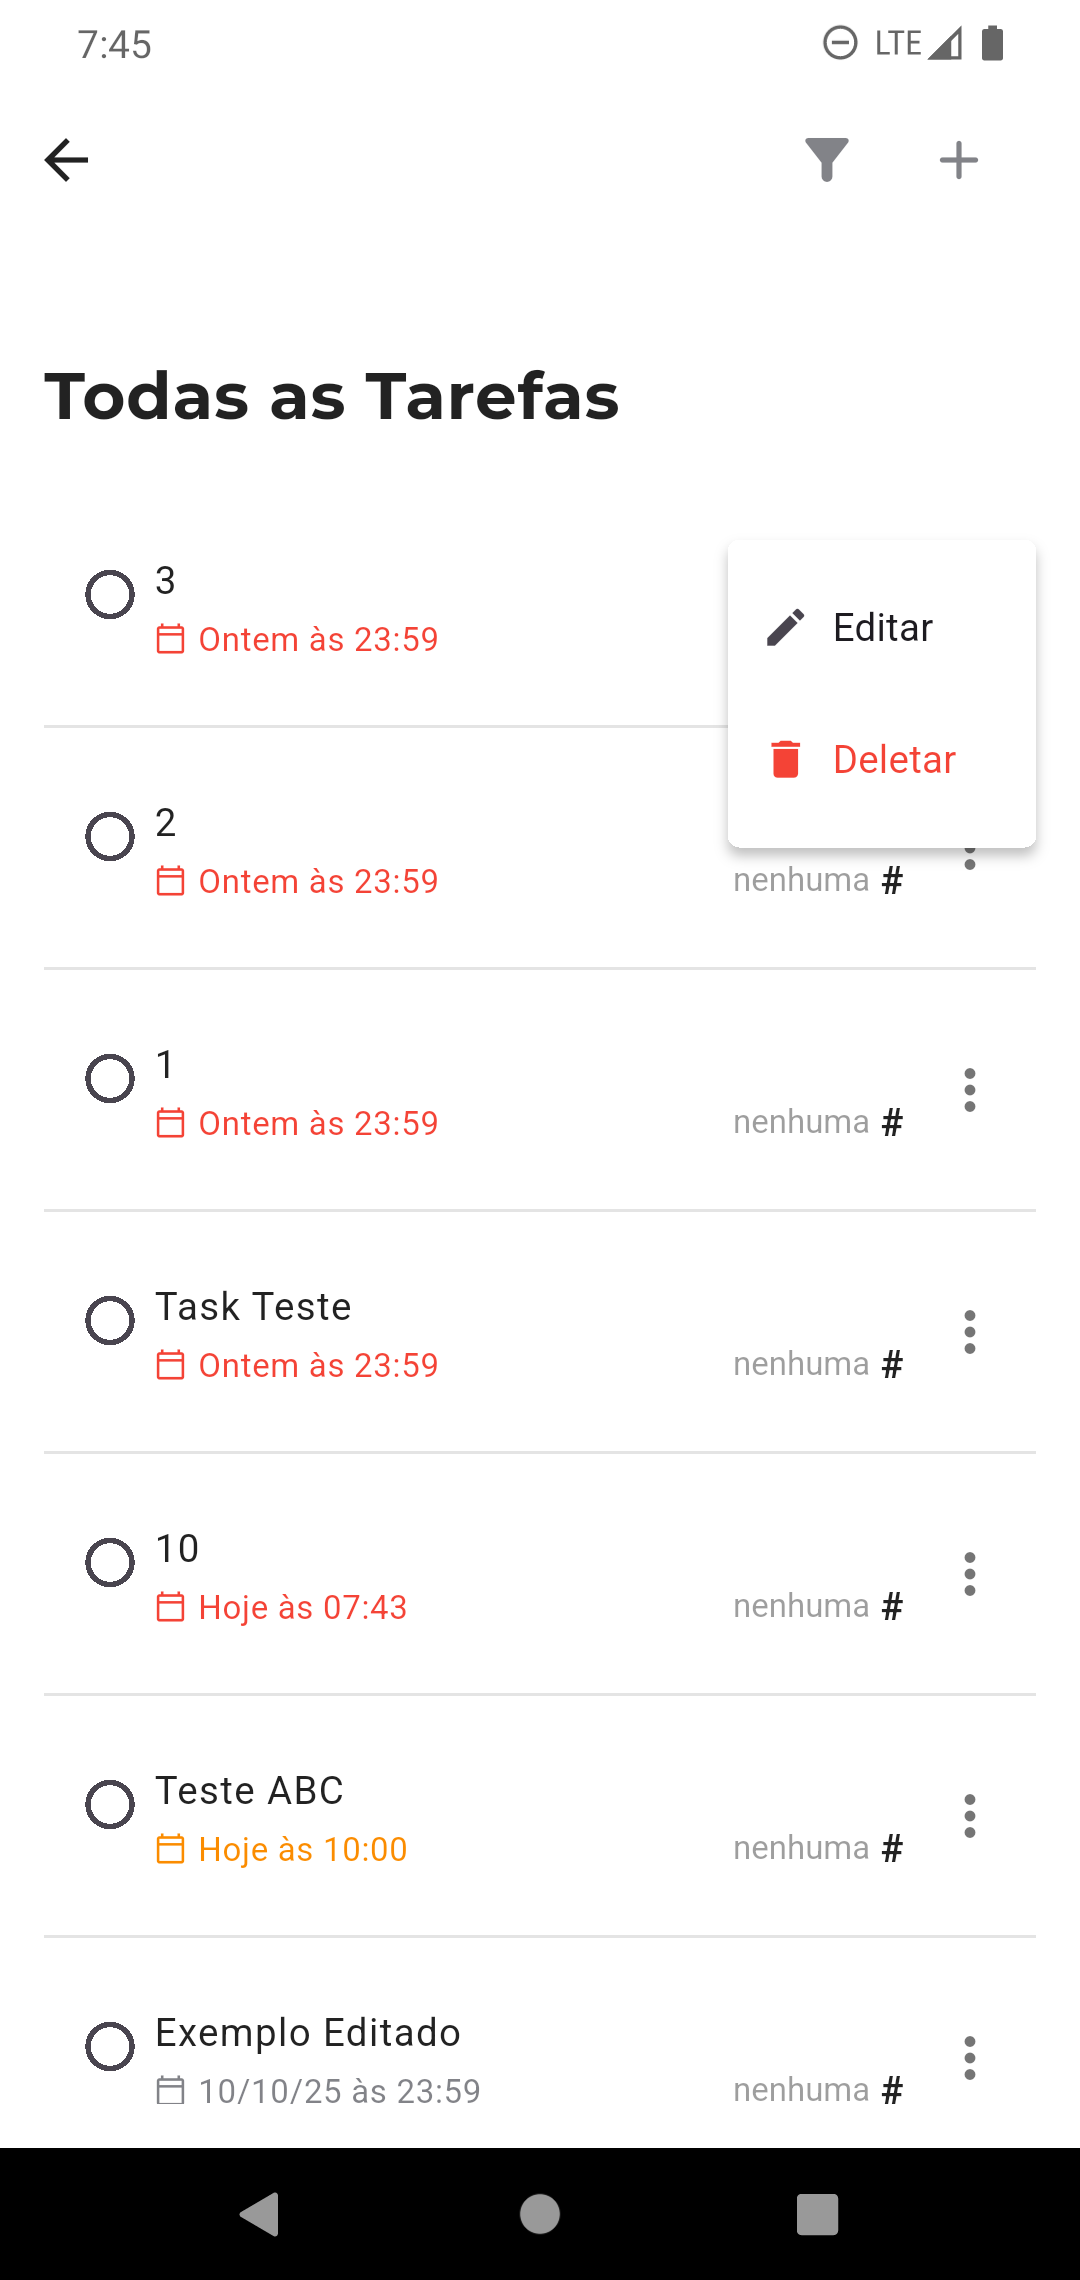 7:45 LTE
Todas as Tarefas
3
Ontem às 23:59
Editar
Deletar
2
Ontem às 23:59 nenhuma #
1
Ontem às 23:59 nenhuma #
Task Teste
Ontem às 23:59 nenhuma #
10
Hoje às 07:43 nenhuma #
Teste ABC
Hoje às 10:00 nenhuma #
Exemplo Editado
10/10/25 às 23:59 nenhuma #